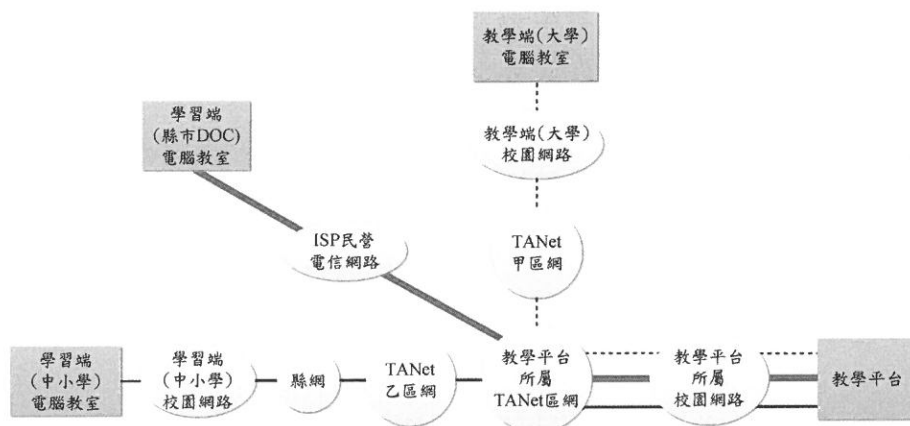 教學端(大學)
電腦教室
學習端
(縣市DOC)
電腦教室
教學端(大學)
校園網路
ISP民營
電信網路
TANet
甲區網
學習端
(中小學)
電腦教室
學習端
(中小學)
校園網路
縣網
TANet
乙區網
教學平台
所屬
TANet區網
教學平台
所屬
校園網路
教學平台